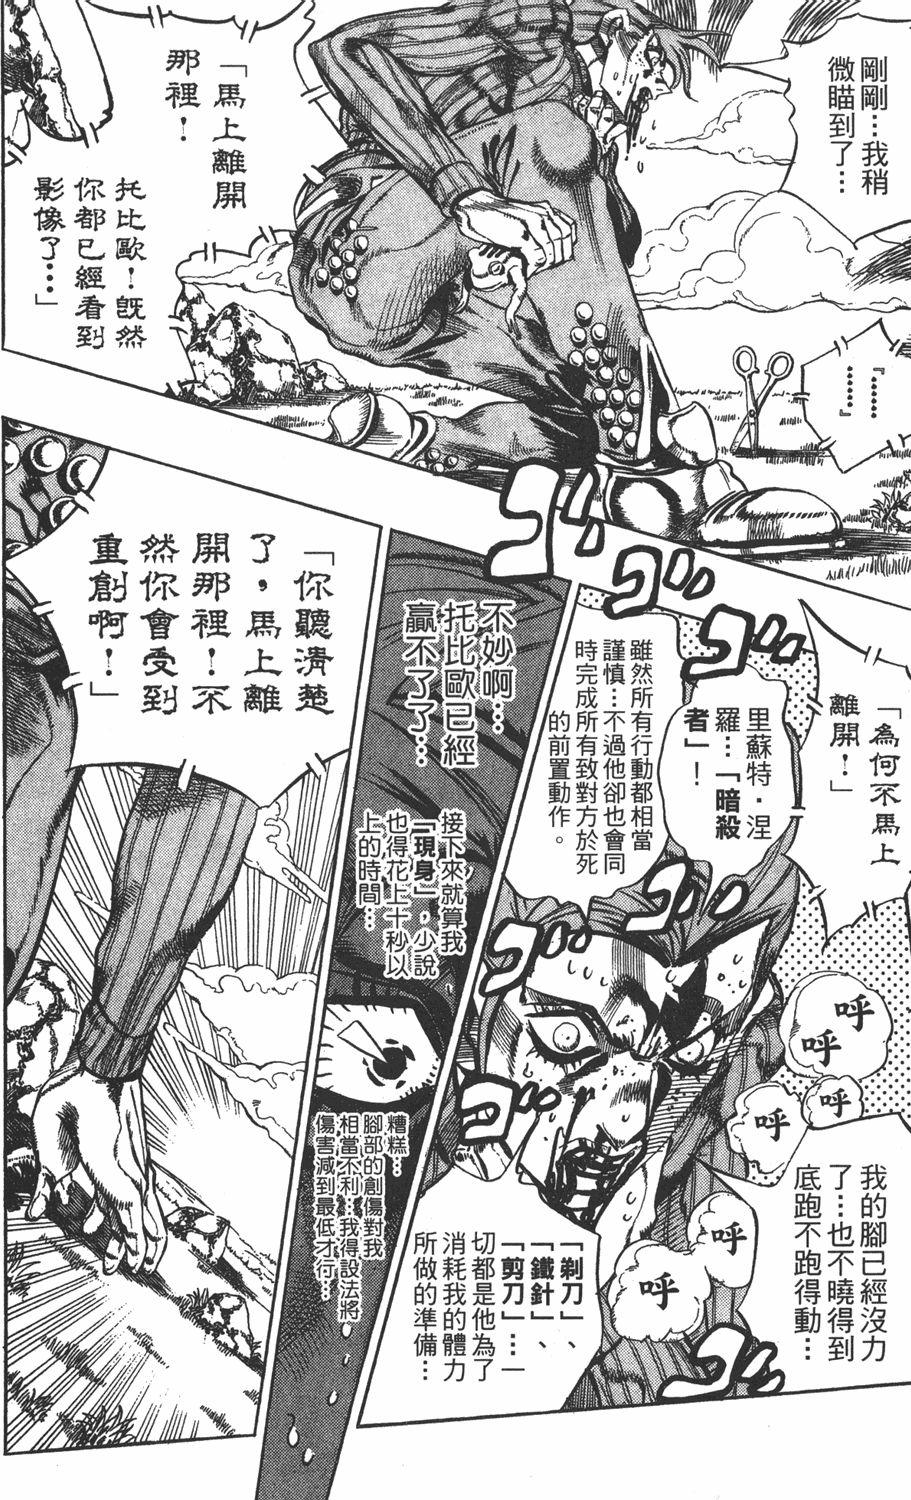 剛剛…我稍
微瞄到了…
「馬上離開
那裡！
托比歐！既然
你都已經看到
影像了…」
『……
……』
「為何不馬上
離開！」
里蘇特．涅
羅…「暗殺
者」！
雖然所有行動都相當
謹慎…不過他卻也會同
時完成所有致對方於死
的前置動作。
ゴゴゴゴ
呼
呼
呼
呼
我的腳已經沒力
了…也不曉得到
底跑不跑得動…
呼
呼
ゴゴゴゴ
「剃刀」、
「鐵針」、
「剪刀」…一
切都是他為了
消耗我的體力
所做的準備…
不妙啊…
托比歐已經
贏不了了…
接下來就算我
「現身」，少說
也得花上十秒以
上的時間…
糟糕…
腳部的創傷對我
相當不利…我得設法將
傷害減到最低才行…
「你聽清楚
了，馬上離
開那裡！不
然你會受到
重創啊！」